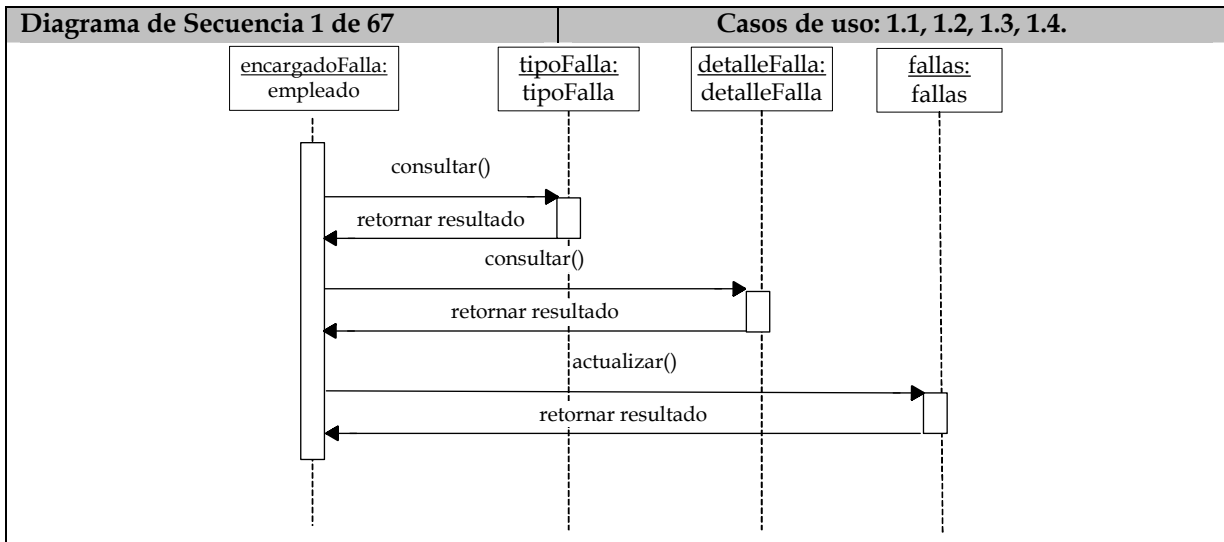 Diagrama de Secuencia 1 de 67
Casos de uso: 1.1, 1.2, 1.3, 1.4.
encargadoFalla:
empleado
tipoFalla:
tipoFalla
detalleFalla:
detalleFalla
fallas:
fallas
consultar()
retornar resultado
consultar()
retornar resultado
actualizar()
retornar resultado